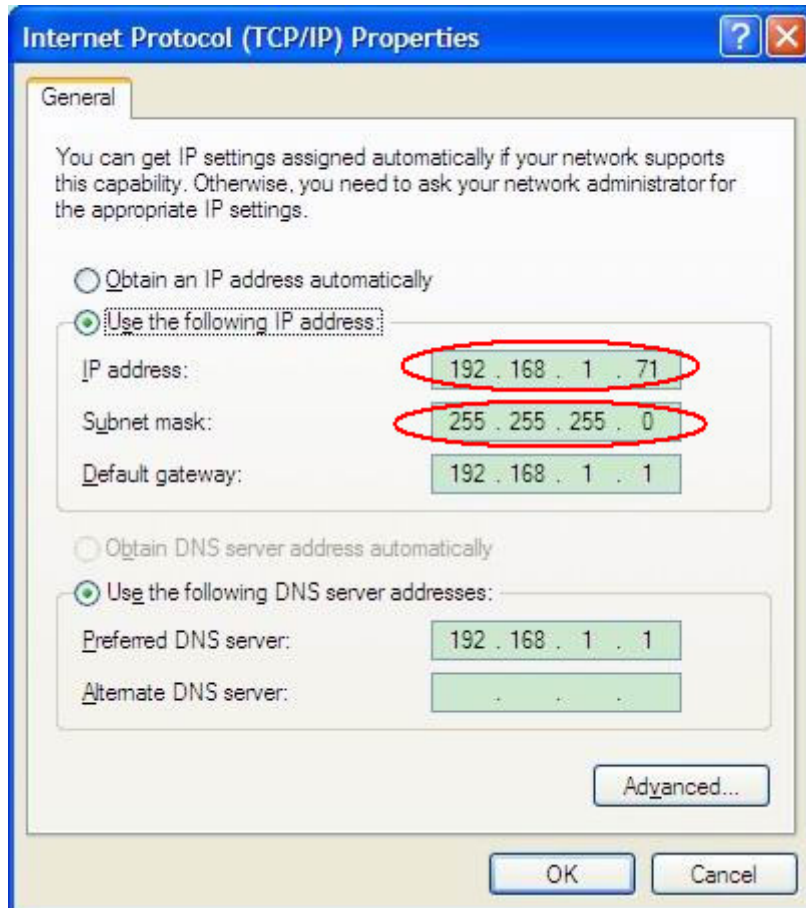 Internet Protocol (TCP/IP) Properties
General
You can get IP settings assigned automatically if your network supports
this capability. Otherwise, you need to ask your network administrator for
the appropriate IP settings.
Obtain an IP address automatically
Use the following IP address:
IP address: 192 . 168 . 1 . 71
Subnet mask: 255 . 255 . 255 . 0
Default gateway: 192 . 168 . 1 . 1
Obtain DNS server address automatically
Use the following DNS server addresses:
Preferred DNS server: 192 . 168 . 1 . 1
Alternate DNS server: . . .
Advanced...
OK Cancel